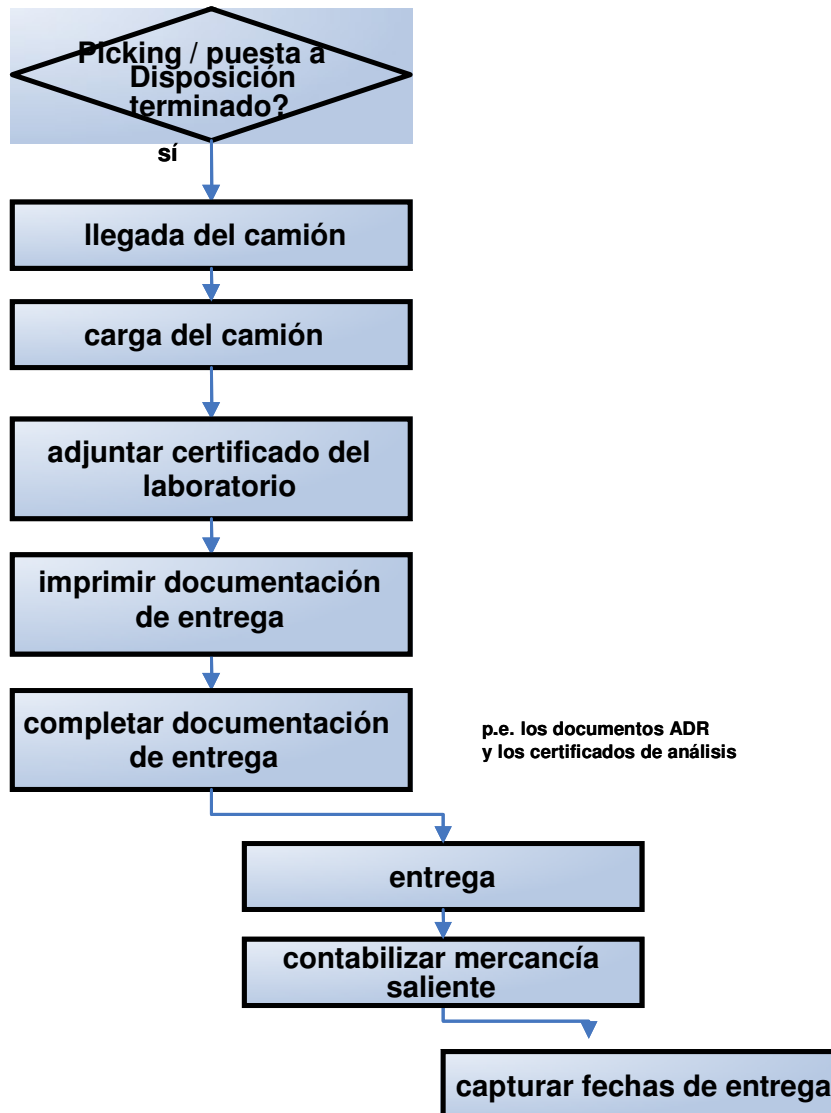 Picking / puesta a
Disposición
terminado?
sí
llegada del camión
carga del camión
adjuntar certificado del
laboratorio
imprimir documentación
de entrega
completar documentación
de entrega
p.e. los documentos ADR
y los certificados de análisis
entrega
contabilizar mercancía
saliente
capturar fechas de entrega